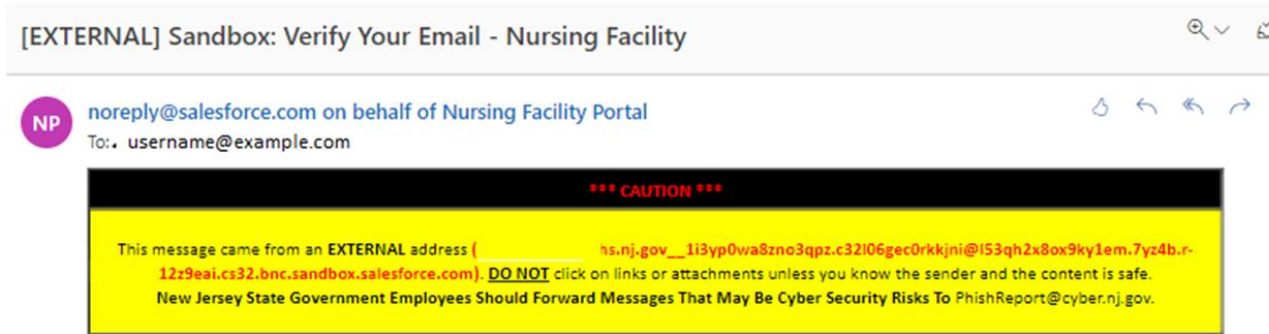 [EXTERNAL] Sandbox: Verify Your Email - Nursing Facility
NP
noreply@salesforce.com on behalf of Nursing Facility Portal
To: username@example.com
*** CAUTION ***
This message came from an EXTERNAL address ( hs.nj.gov__1i3yp0wa8zno3qpz.c32l06gec0rkkjni@l53qh2x8ox9ky1em.7yz4b.r-
12z9eai.cs32.bnc.sandbox.salesforce.com). DO NOT click on links or attachments unless you know the sender and the content is safe.
New Jersey State Government Employees Should Forward Messages That May Be Cyber Security Risks To PhishReport@cyber.nj.gov.